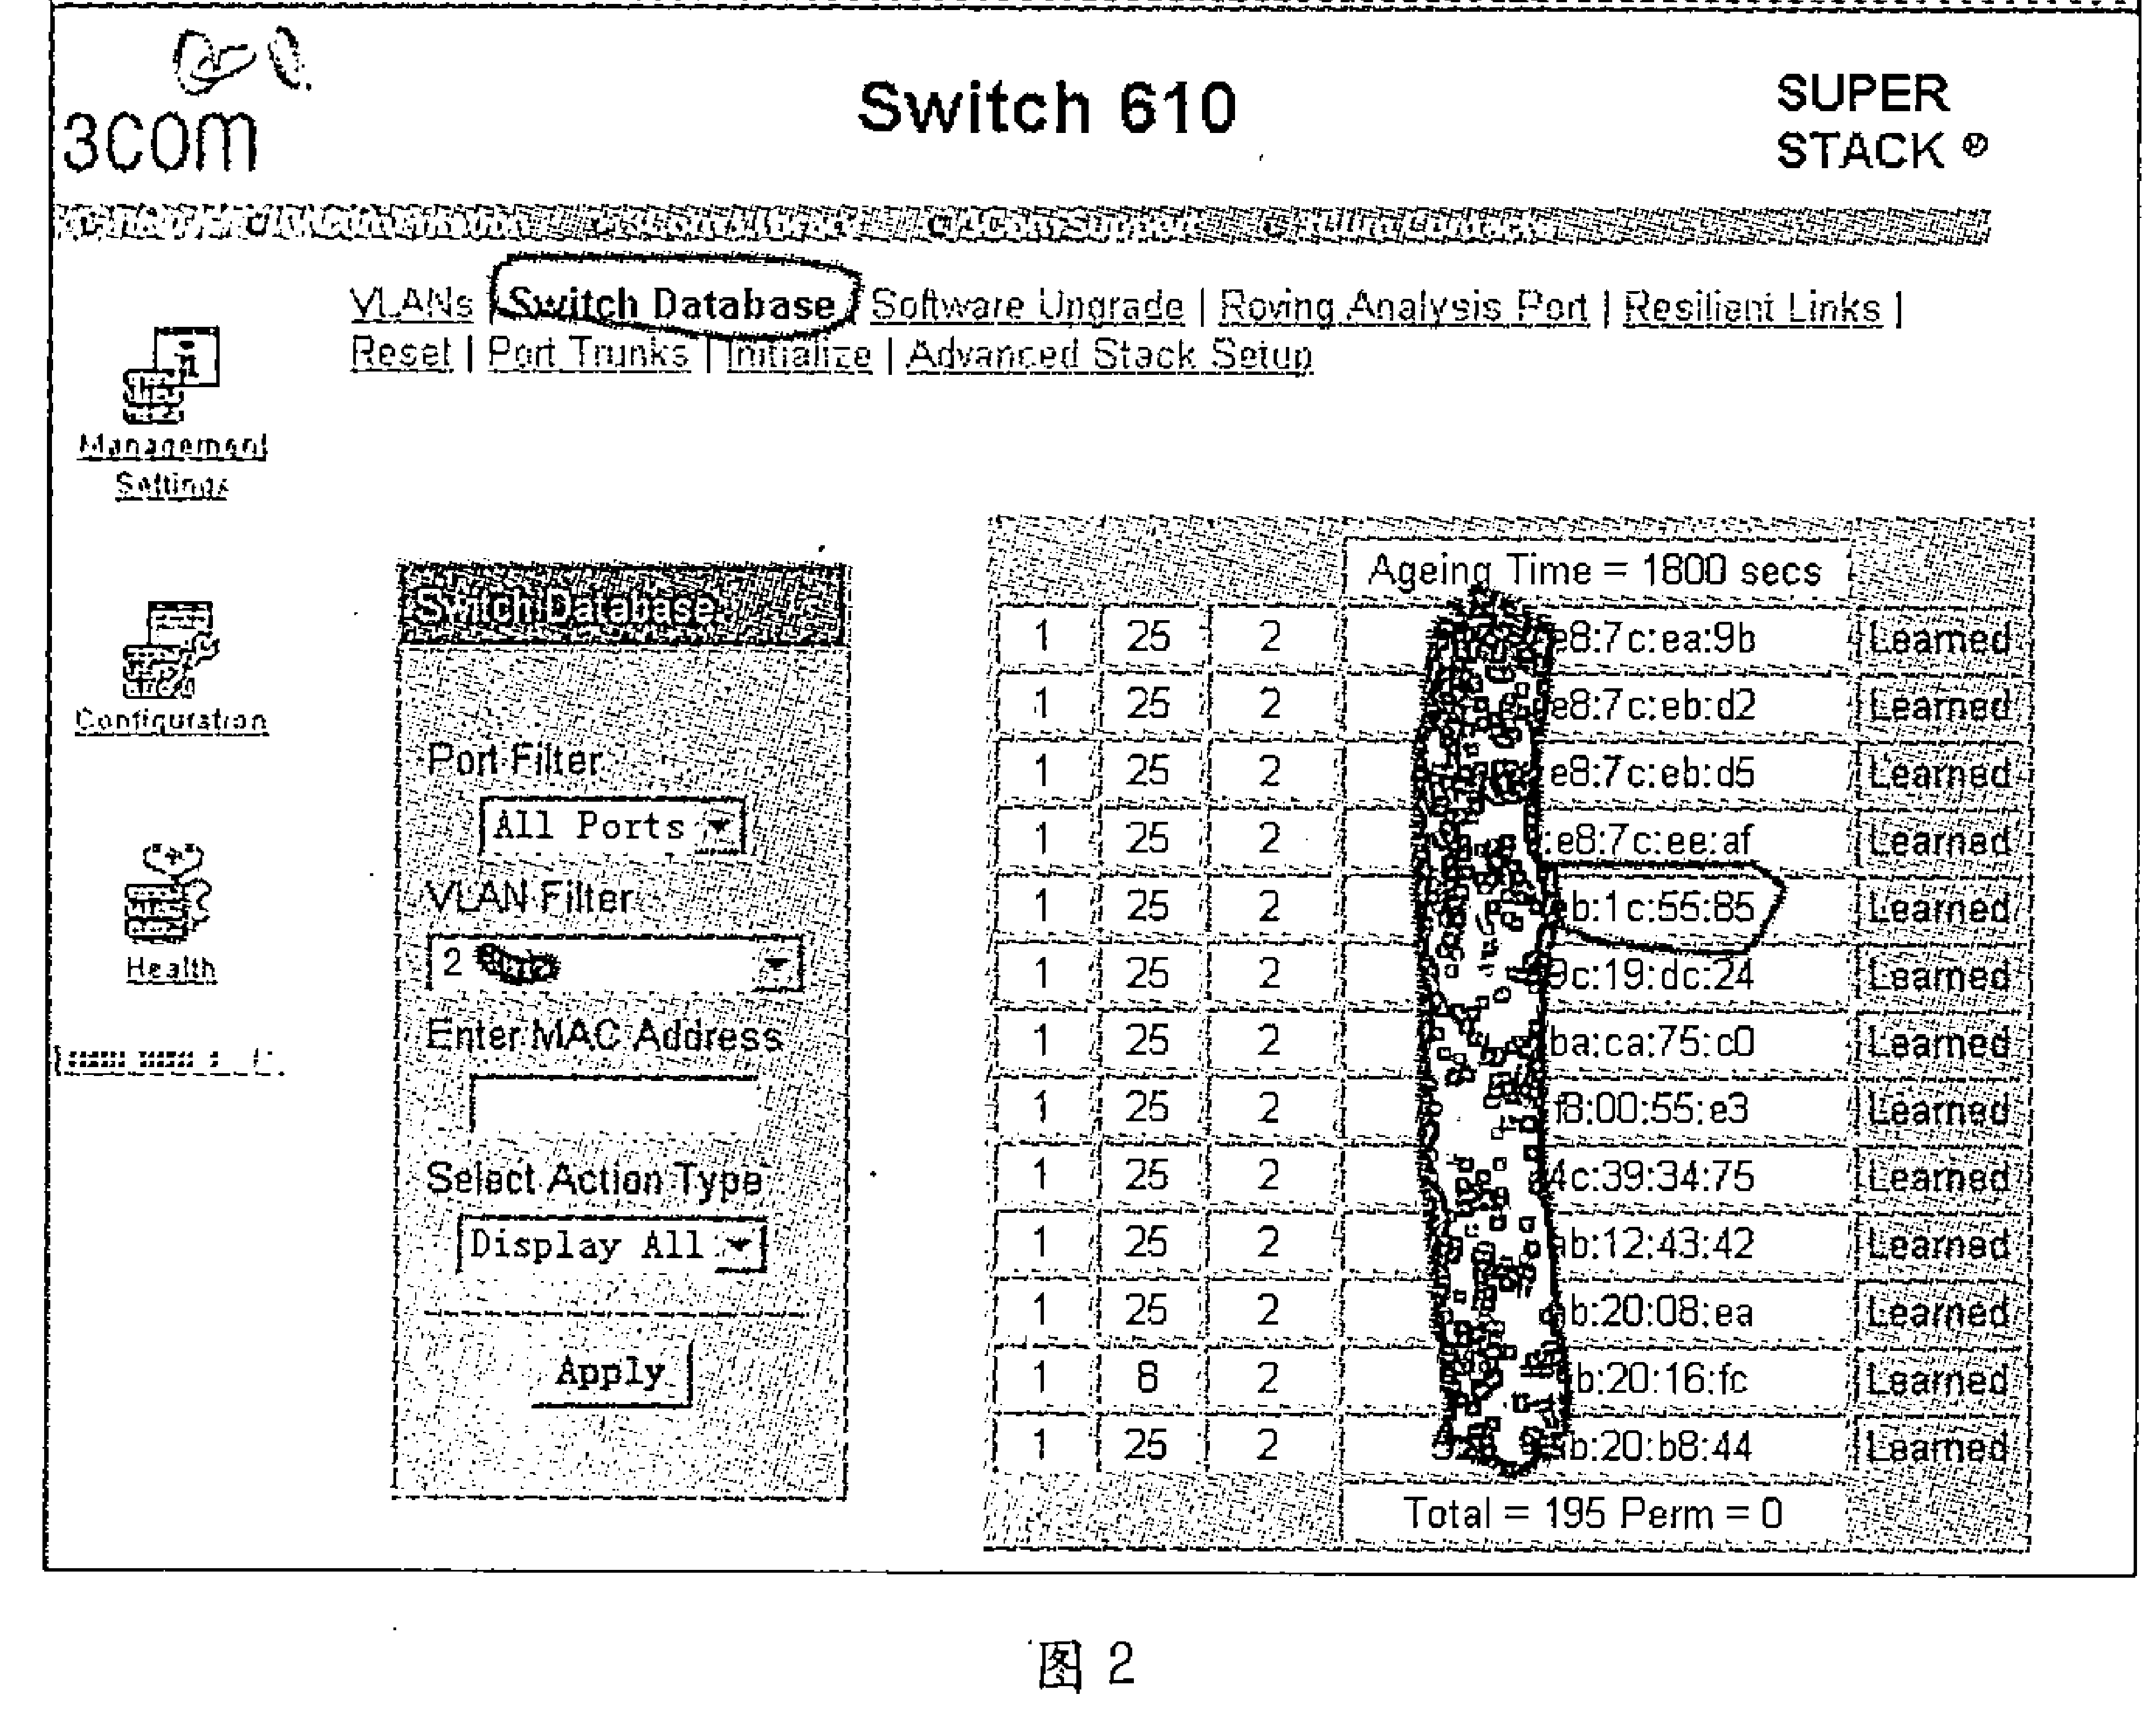 3COM
Switch 610
SUPER
STACK ®
VLANs | Switch Database | Software Upgrade | Roving Analysis Port | Resilient Links |
Reset | Port Trunks | Initialize | Advanced Stack Setup
Management
Settings
Configuration
Health
Switch Database
Port Filter
All Ports
VLAN Filter
2
Enter MAC Address
Select Action Type
Display All
Apply
Ageing Time = 1800 secs
1 25 2 e8:7c:ea:9b Learned
1 25 2 e8:7c:eb:d2 Learned
1 25 2 e8:7c:eb:d5 Learned
1 25 2 :e8:7c:ee:af Learned
1 25 2 b:1c:55:85 Learned
1 25 2 9c:19:dc:24 Learned
1 25 2 ba:ca:75:c0 Learned
1 25 2 f8:00:55:e3 Learned
1 25 2 4c:39:34:75 Learned
1 25 2 ab:12:43:42 Learned
1 25 2 b:20:08:ea Learned
1 8 2 b:20:16:fc Learned
1 25 2 b:20:b8:44 Learned
Total = 195 Perm = 0
图 2